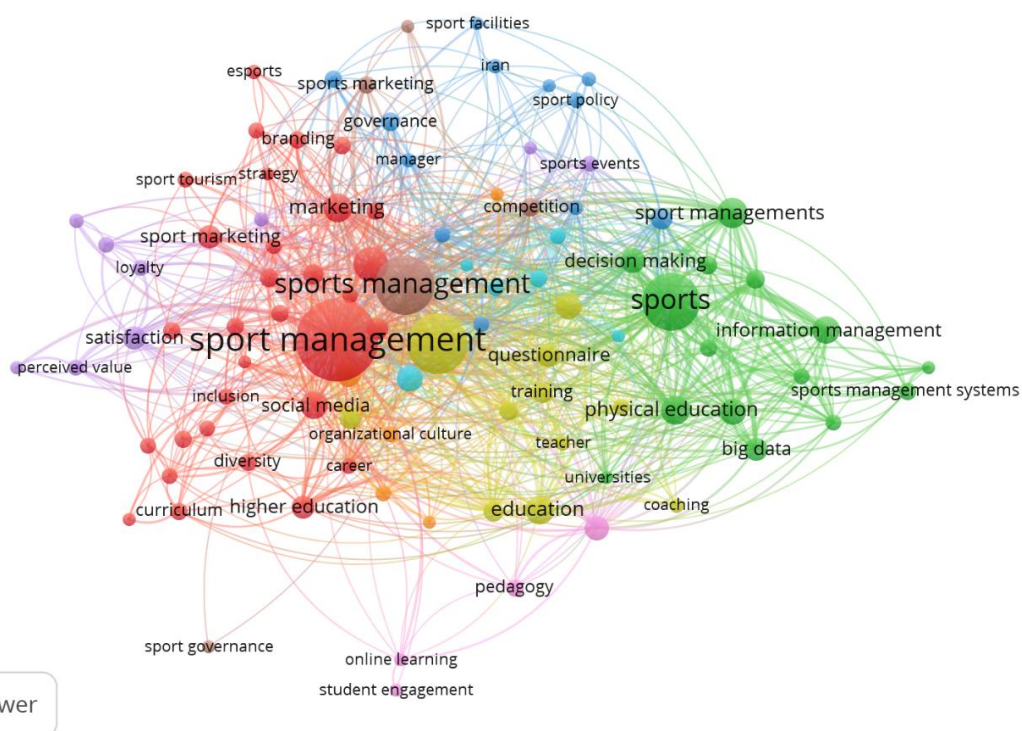 sport facilities
iran
esports
sports marketing
sport policy
governance
branding
manager
sports events
strategy
sport tourism
marketing
competition
sport managements
sport marketing
decision making
loyalty
sports management
sports
information management
satisfaction
sport management
questionnaire
perceived value
sports management systems
inclusion
training
social media
physical education
organizational culture
teacher
big data
diversity
career
universities
curriculum
higher education
education
coaching
pedagogy
sport governance
online learning
student engagement
wer